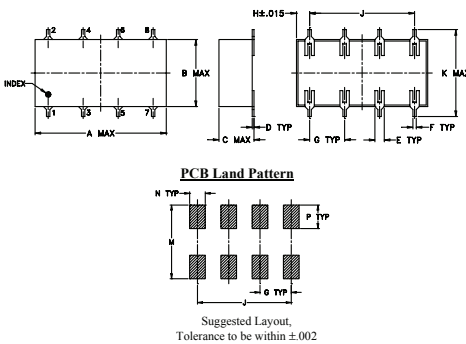 H±.015
J
2 4 6 8
B MAX
K MAX
INDEX
1 3 5 7
A MAX
C MAX
D TYP
G TYP
E TYP
F TYP
PCB Land Pattern
N TYP
P TYP
M
G TYP
J
Suggested Layout,
Tolerance to be within ±.002